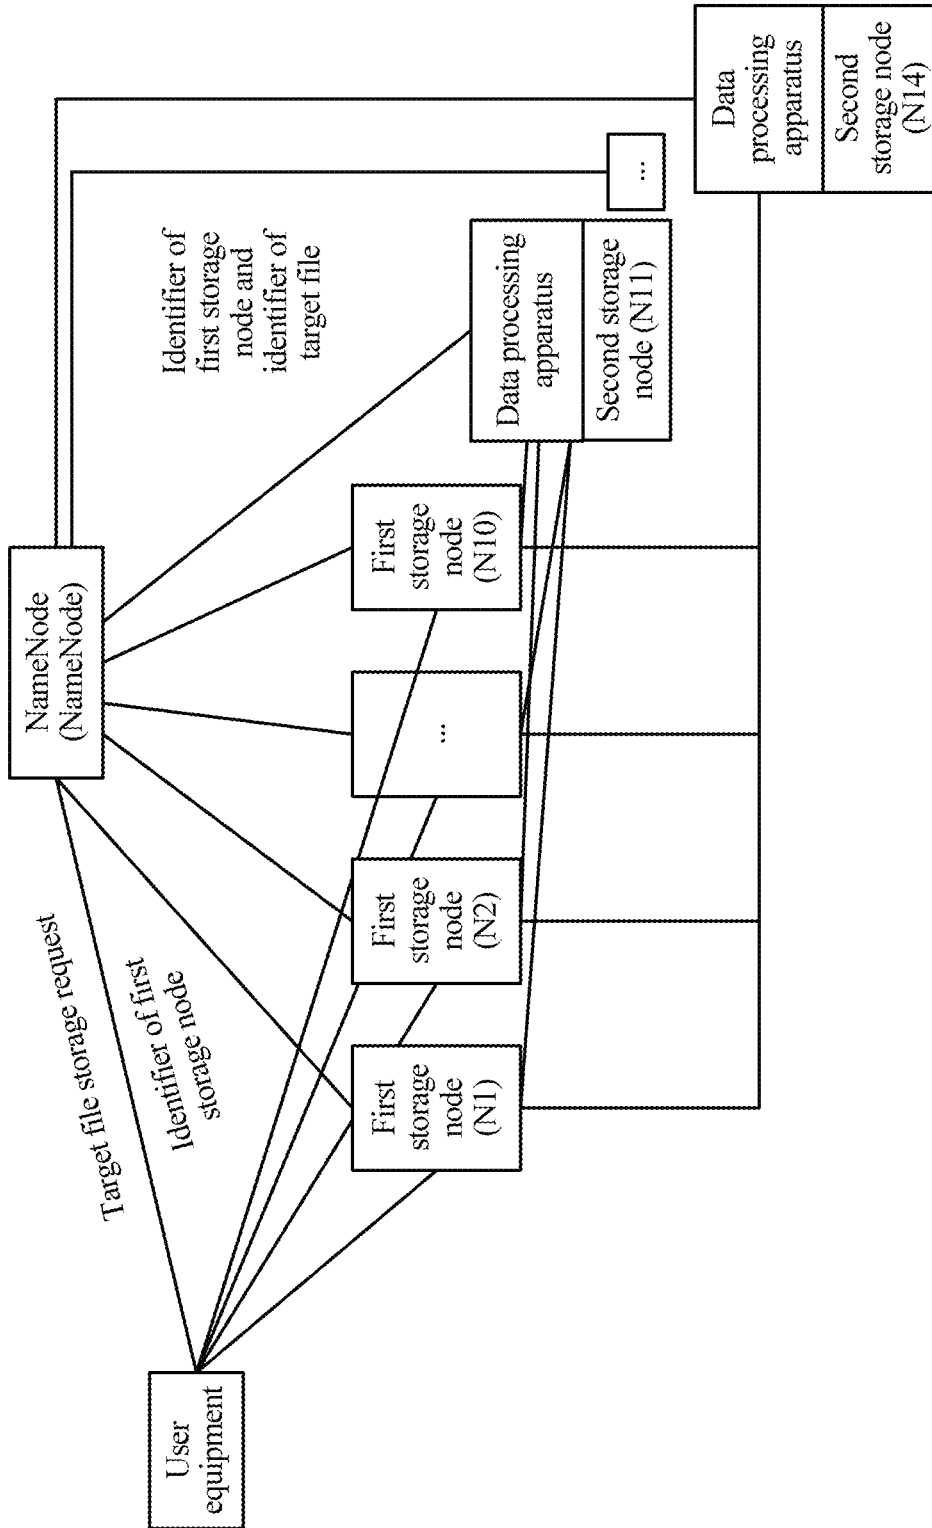 NameNode
(NameNode)
Target file storage request
Identifier of first
storage node
Identifier of
first storage
node and
identifier of
target file
User
equipment
First
storage
node
(N1)
First
storage
node
(N2)
...
First
storage
node
(N10)
Data processing
apparatus
Second storage
node (N11)
...
Data
processing
apparatus
Second
storage node
(N14)